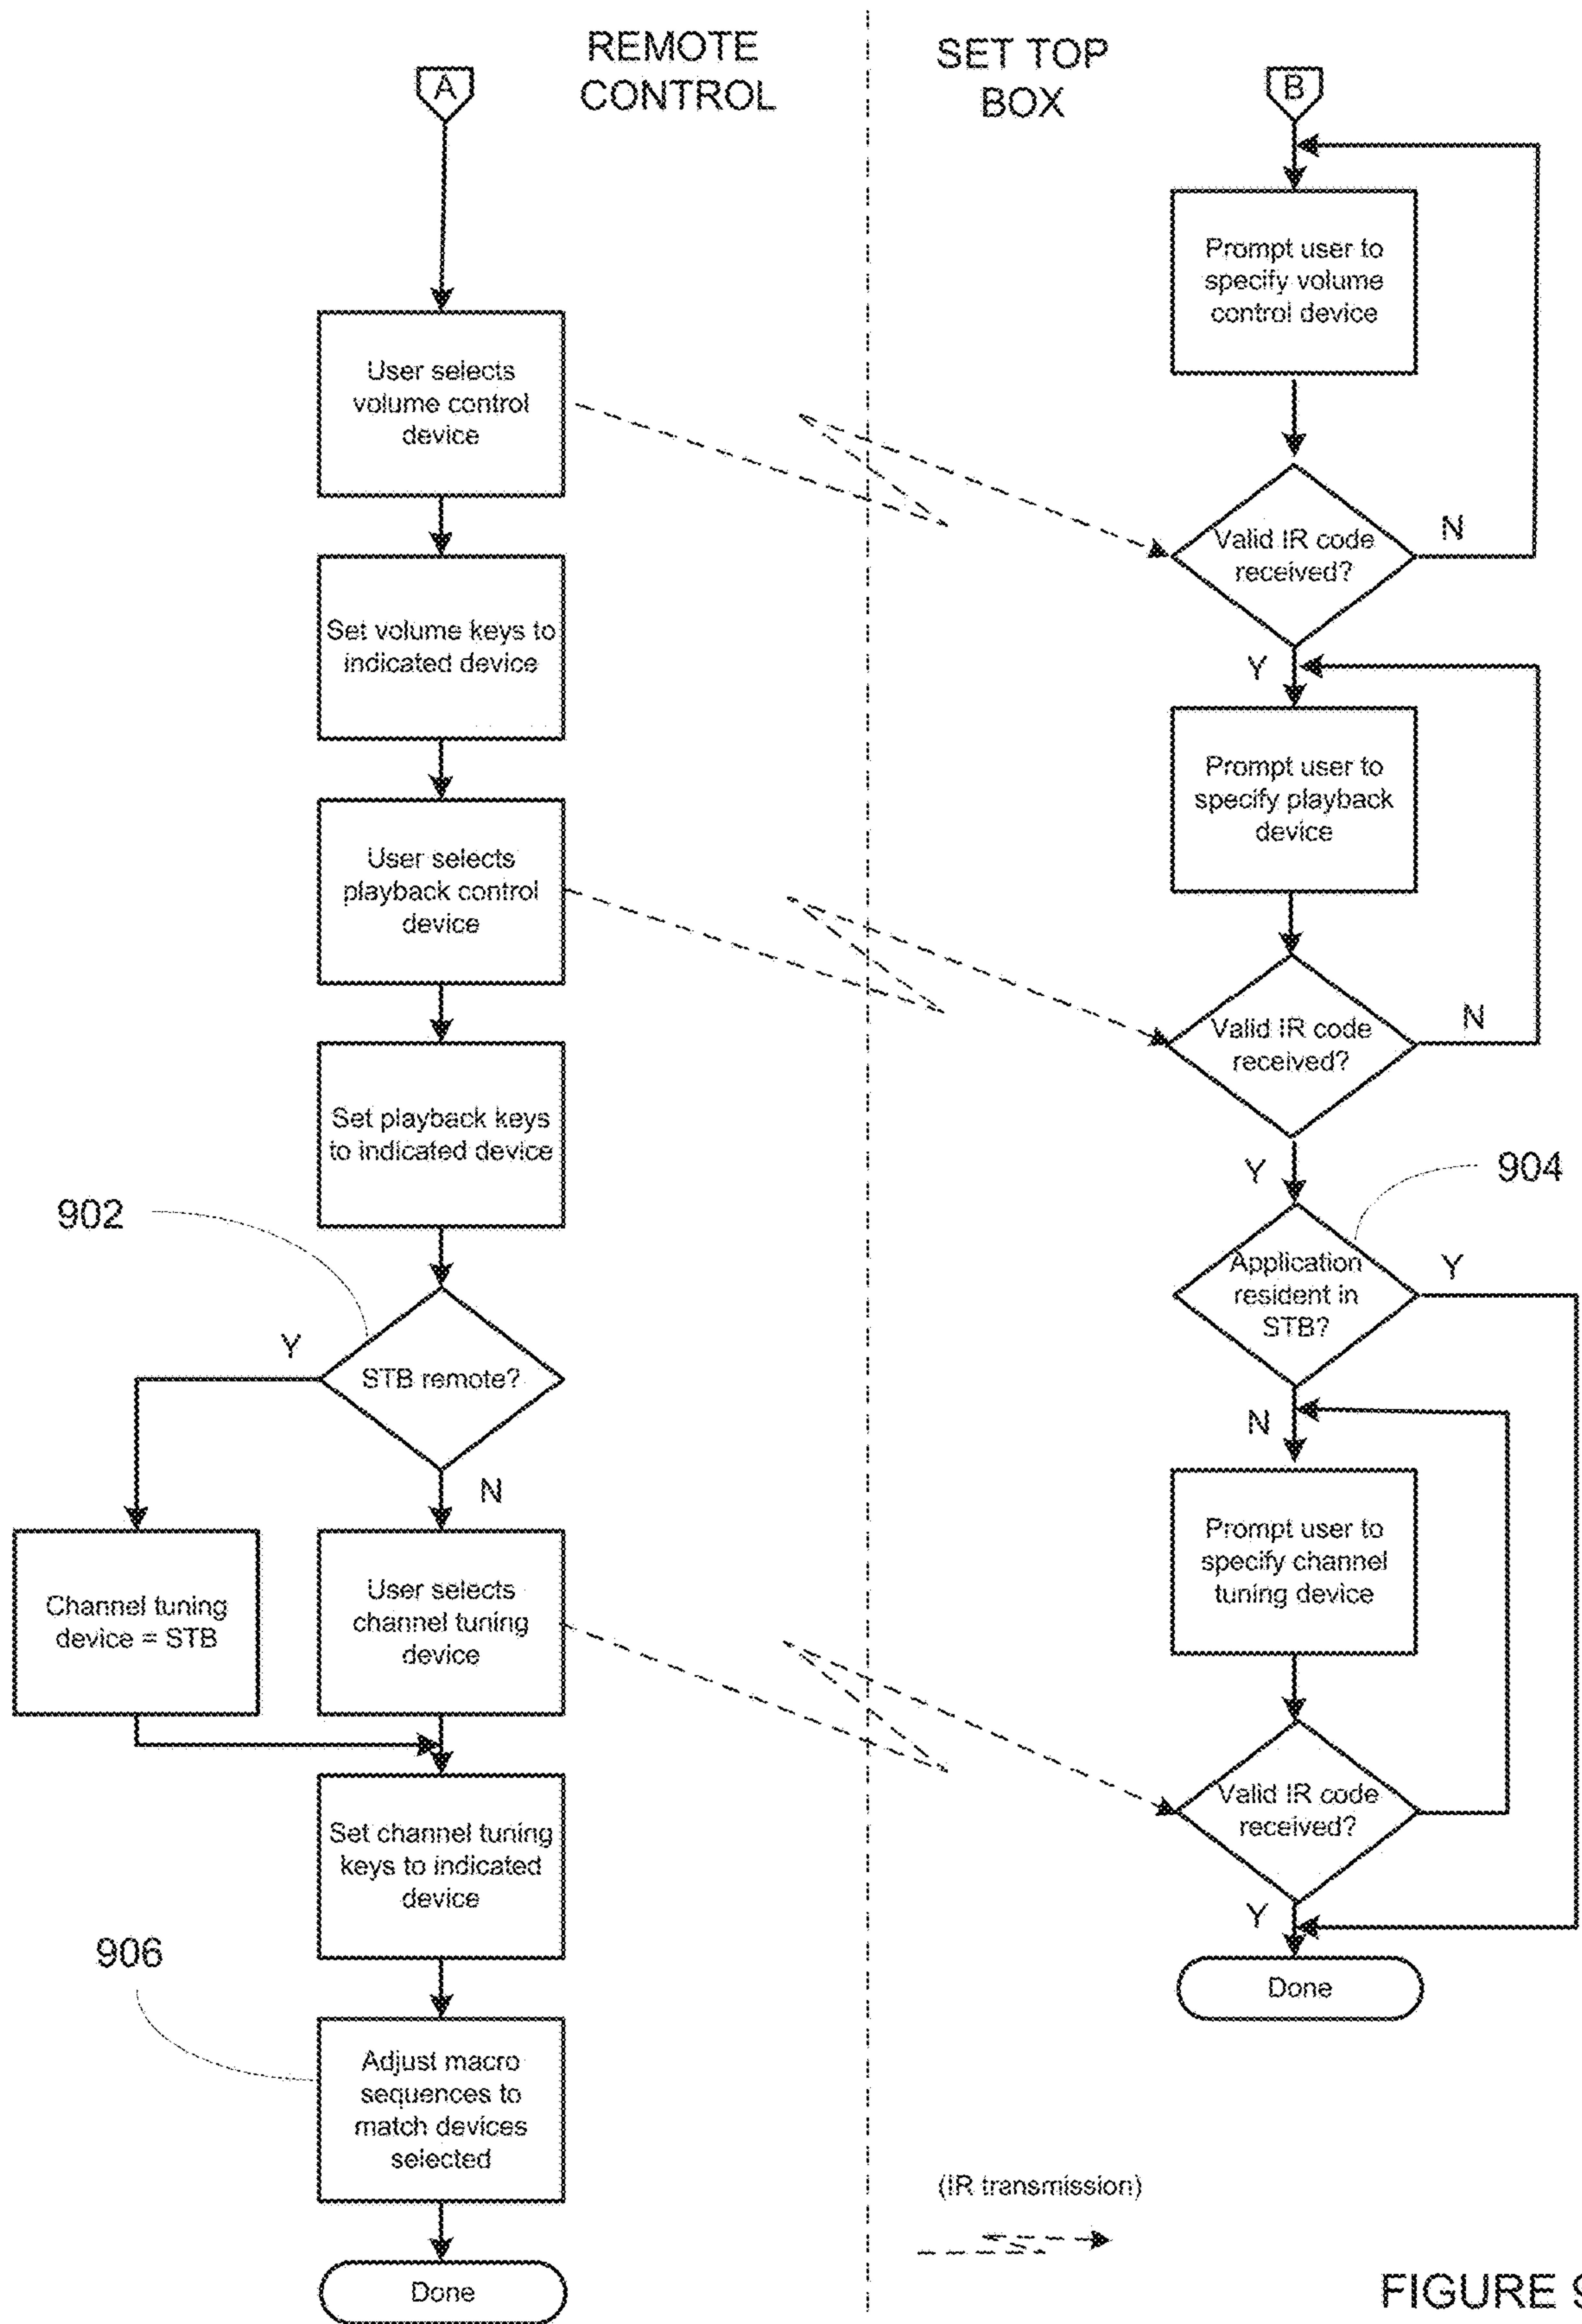 REMOTE
CONTROL
SET TOP
BOX
A
User selects
volume control
device
Set volume keys to
indicated device
User selects
playback control
device
Set playback keys
to indicated device
902
STB remote?
Y
N
Channel tuning
device = STB
User selects
channel tuning
device
Set channel tuning
keys to indicated
device
906
Adjust macro
sequences to
match devices
selected
Done
B
Prompt user to
specify volume
control device
Valid IR code
received?
N
Y
Prompt user to
specify playback
device
Valid IR code
received?
N
Y
904
Application
resident in
STB?
Y
N
Prompt user to
specify channel
tuning device
Valid IR code
received?
Y
Done
(IR transmission)
FIGURE 9